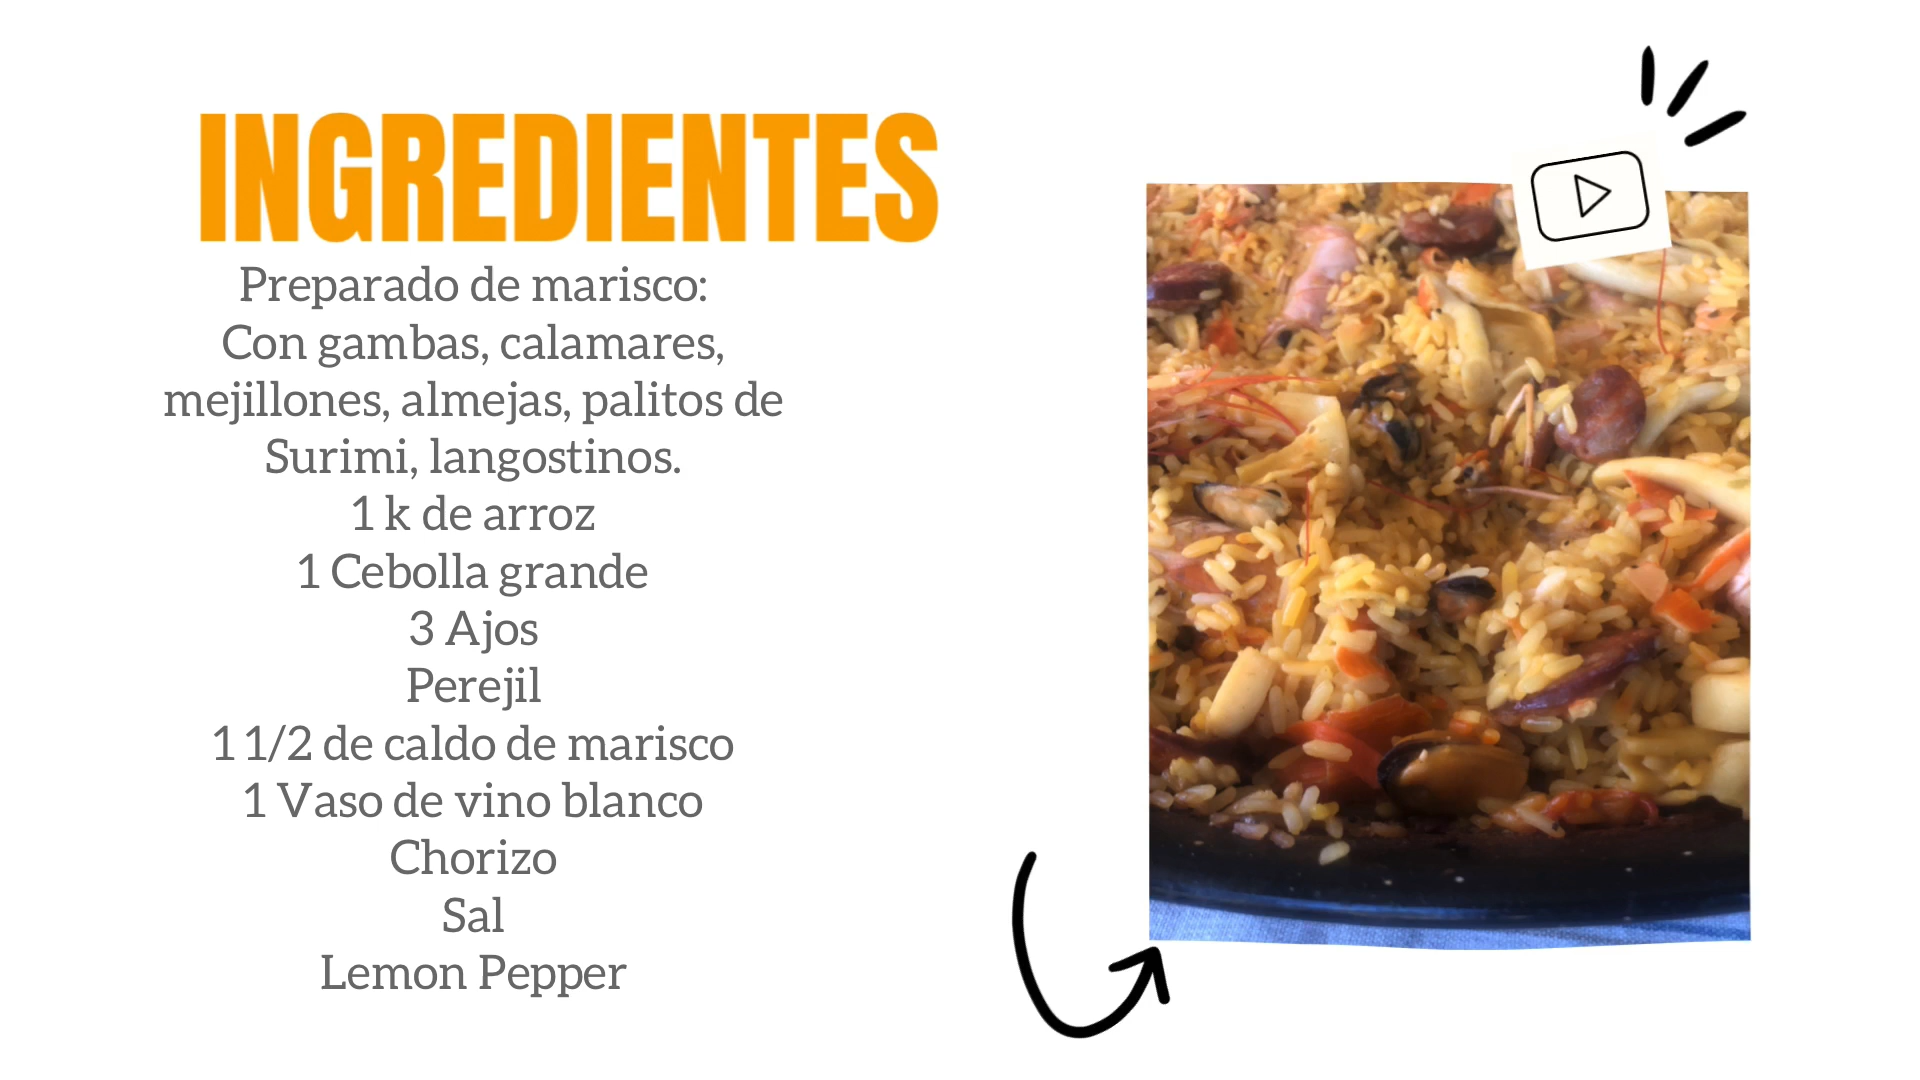 INGREDIENTES
Preparado de marisco:
Con gambas, calamares,
mejillones, almejas, palitos de
Surimi, langostinos.
1 k de arroz
1 Cebolla grande
3 Ajos
Perejil
1 1/2 de caldo de marisco
1 Vaso de vino blanco
Chorizo
Sal
Lemon Pepper